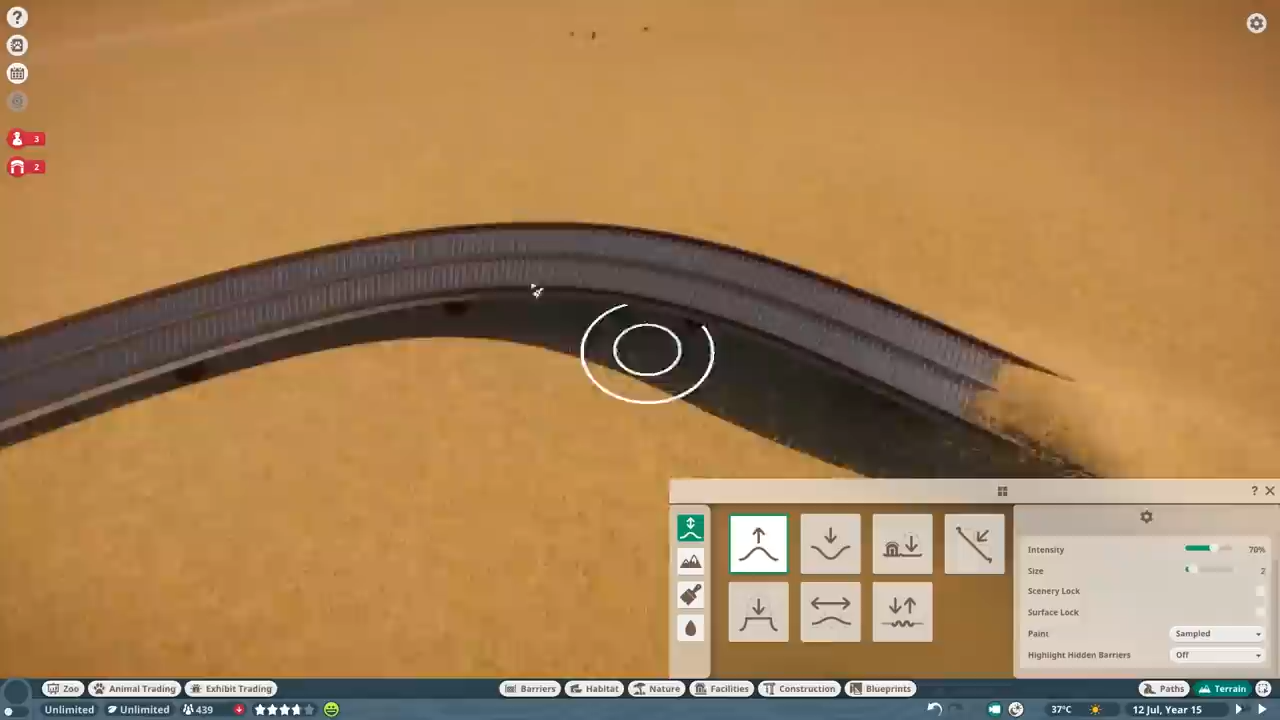 ?
3
2
? ×
Intensity 70%
Size 2
Scenery Lock
Surface Lock
Paint Sampled
Highlight Hidden Barriers Off
Zoo Animal Trading Exhibit Trading Barriers Habitat Nature Facilities Construction Blueprints Paths Terrain
Unlimited Unlimited 439 37°C 12 Jul, Year 15